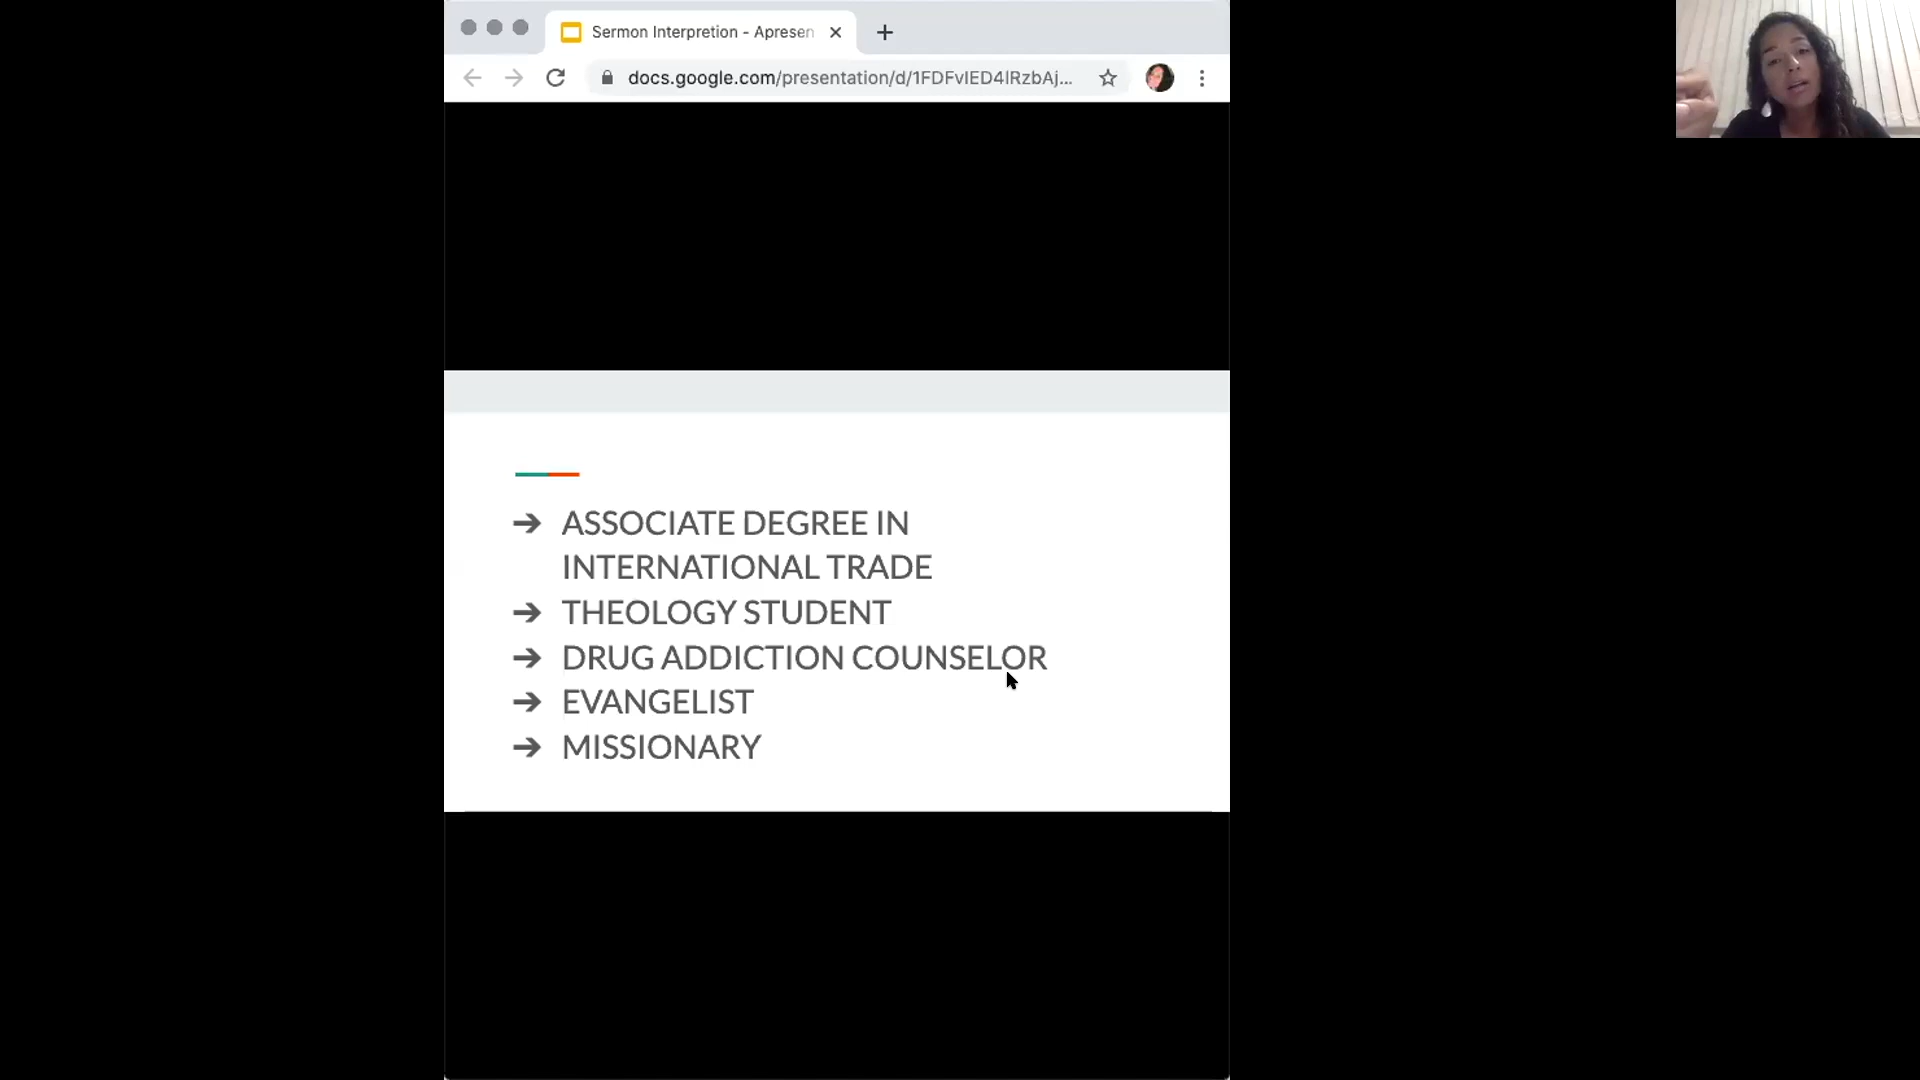 Sermon Interpretion - Apresen
docs.google.com/presentation/d/1FDFvIED4lRzbAj...
➔ ASSOCIATE DEGREE IN
INTERNATIONAL TRADE
➔ THEOLOGY STUDENT
➔ DRUG ADDICTION COUNSELOR
➔ EVANGELIST
➔ MISSIONARY